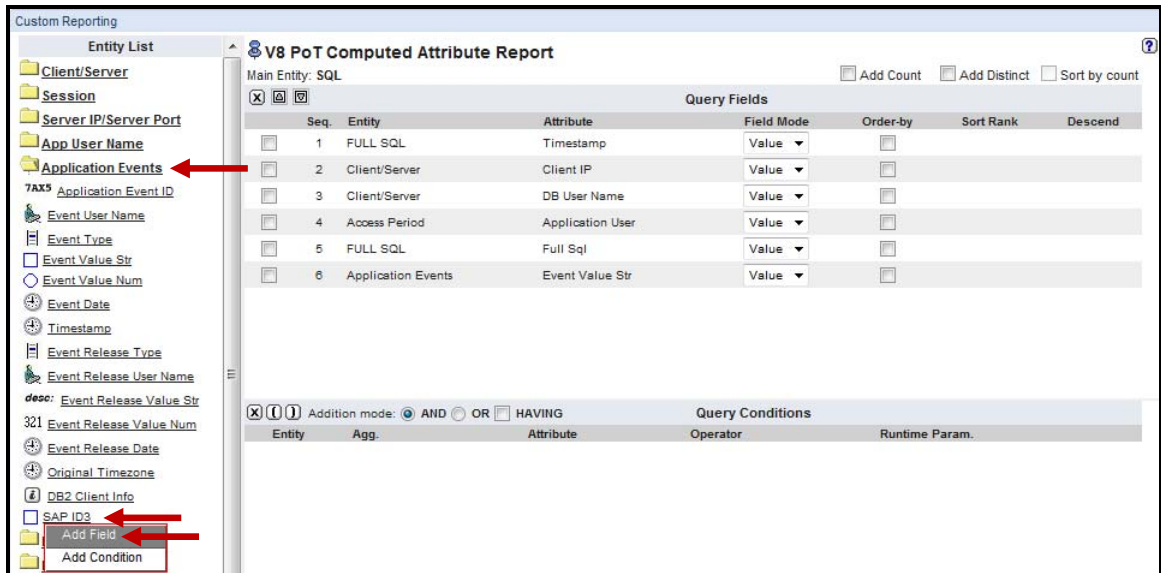 Custom Reporting
Entity List
Client/Server
Session
Server IP/Server Port
App User Name
Application Events
7AX5 Application Event ID
Event User Name
Event Type
Event Value Str
Event Value Num
Event Date
Timestamp
Event Release Type
Event Release User Name
desc: Event Release Value Str
321 Event Release Value Num
Event Release Date
Original Timezone
i DB2 Client Info
SAP ID3
Add Field
Add Condition
V8 PoT Computed Attribute Report
?
Main Entity: SQL
Add Count Add Distinct Sort by count
X Query Fields
Seq. Entity Attribute Field Mode Order-by Sort Rank Descend
1 FULL SQL Timestamp Value
2 Client/Server Client IP Value
3 Client/Server DB User Name Value
4 Access Period Application User Value
5 FULL SQL Full Sql Value
6 Application Events Event Value Str Value
X ( ) Addition mode: AND OR HAVING Query Conditions
Entity Agg. Attribute Operator Runtime Param.